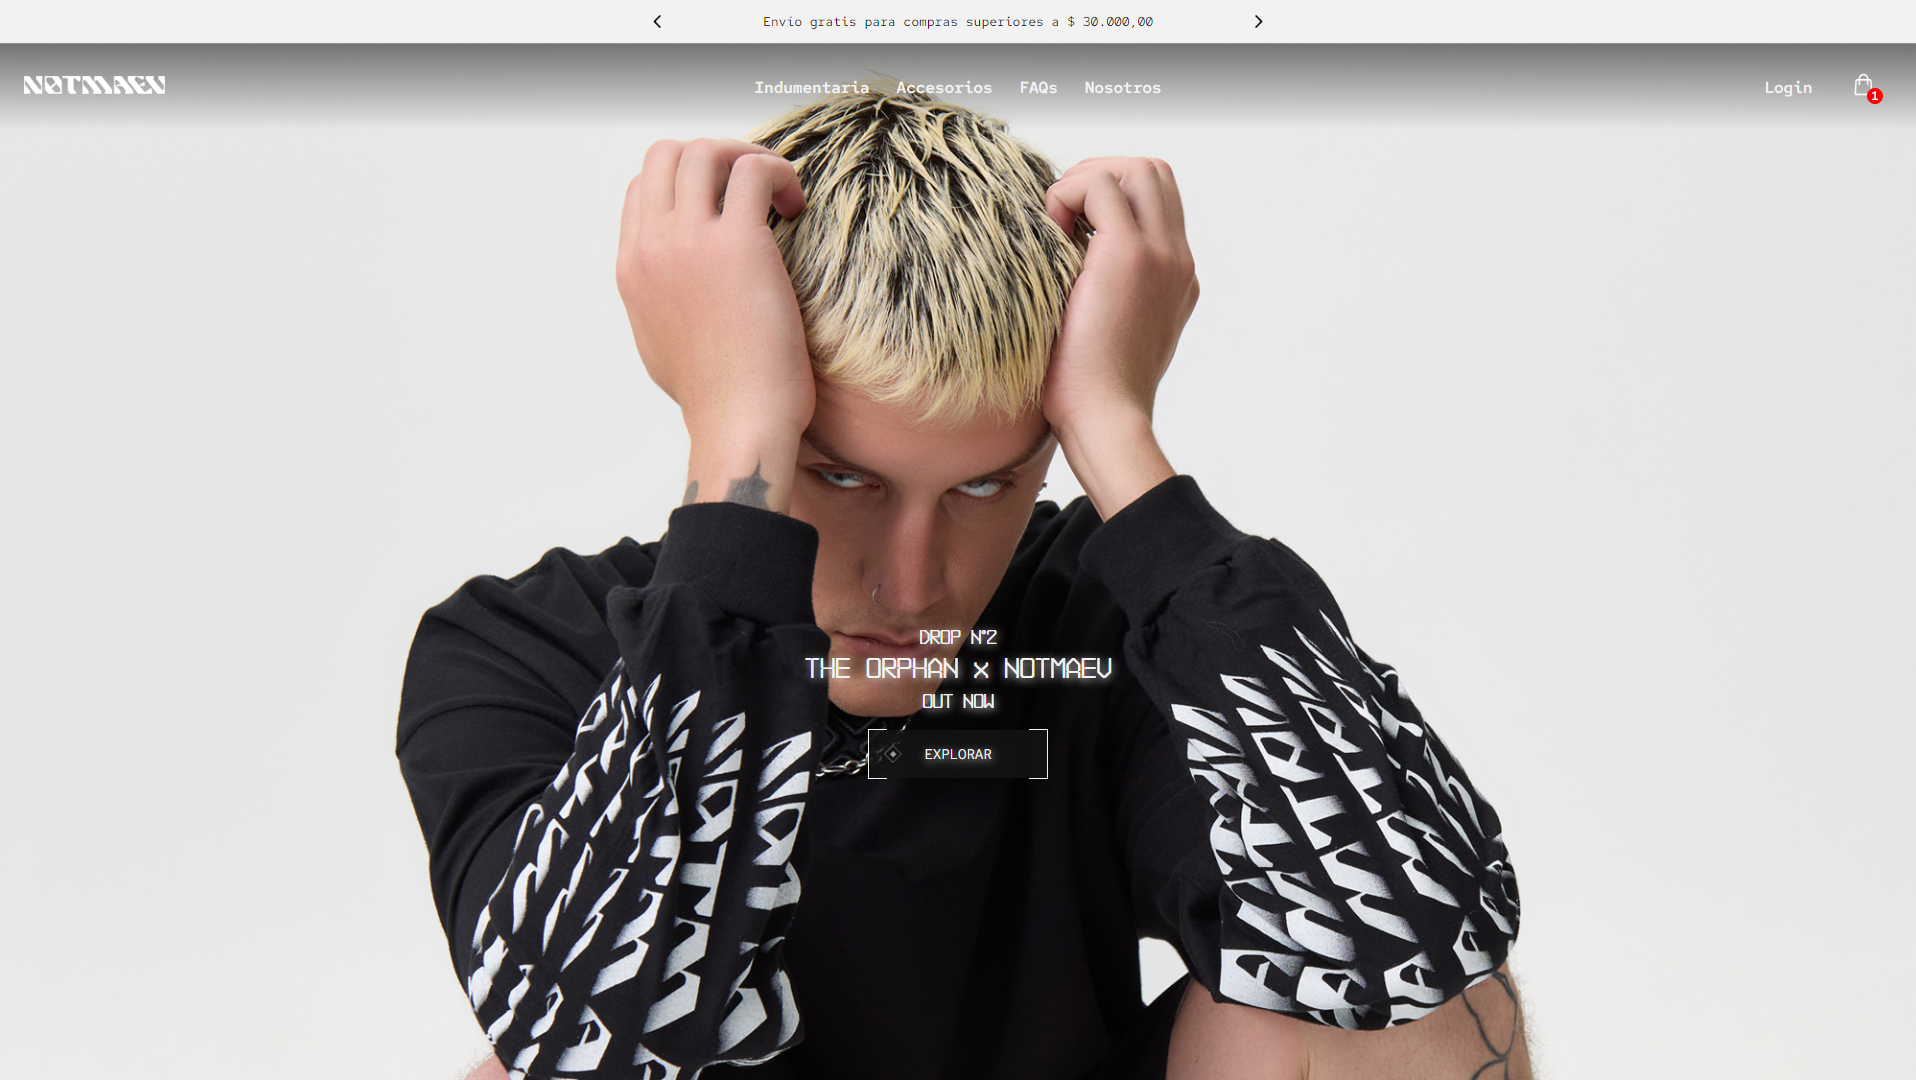 Envío gratis para compras superiores a $ 30.000,00
NOTMAEV
Indumentaria Accesorios FAQs Nosotros
Login
1
DROP N°2
THE ORPHAN x NOTMAEV
OUT NOW
EXPLORAR